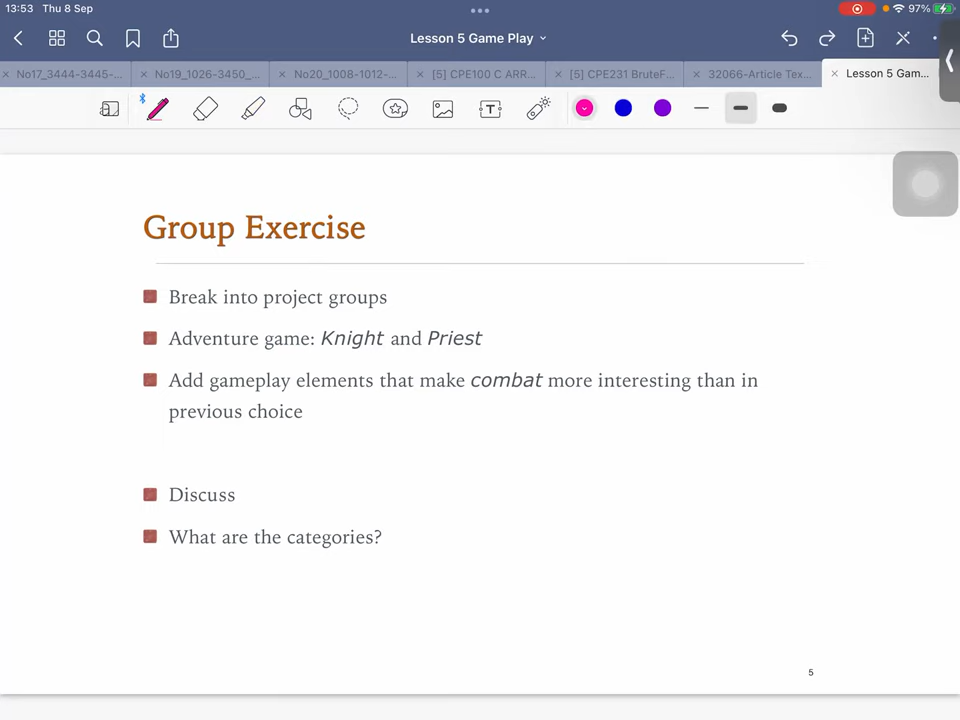 13:53 Thu 8 Sep
97%
Lesson 5 Game Play
No17_3444-3445-...
No19_1026-3450_...
No20_1008-1012-...
[5] CPE100 C ARR...
[5] CPE231 BruteF...
32066-Article Tex...
Lesson 5 Gam...
Group Exercise
Break into project groups
Adventure game: Knight and Priest
Add gameplay elements that make combat more interesting than in
previous choice
Discuss
What are the categories?
5